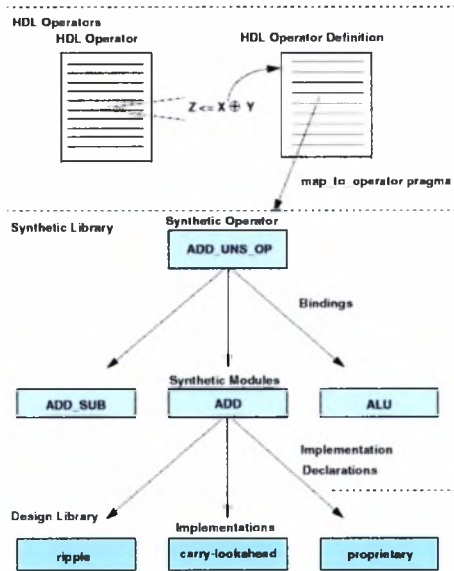 HDL Operators
HDL Operator
HDL Operator Definition
Z <= X ⊕ Y
map_to_operator pragma
Synthetic Operator
Synthetic Library
ADD_UNS_OP
Bindings
Synthetic Modules
ADD_SUB
ADD
ALU
Implementation
Declarations
Design Library
Implementations
ripple
carry-lookahead
proprietary